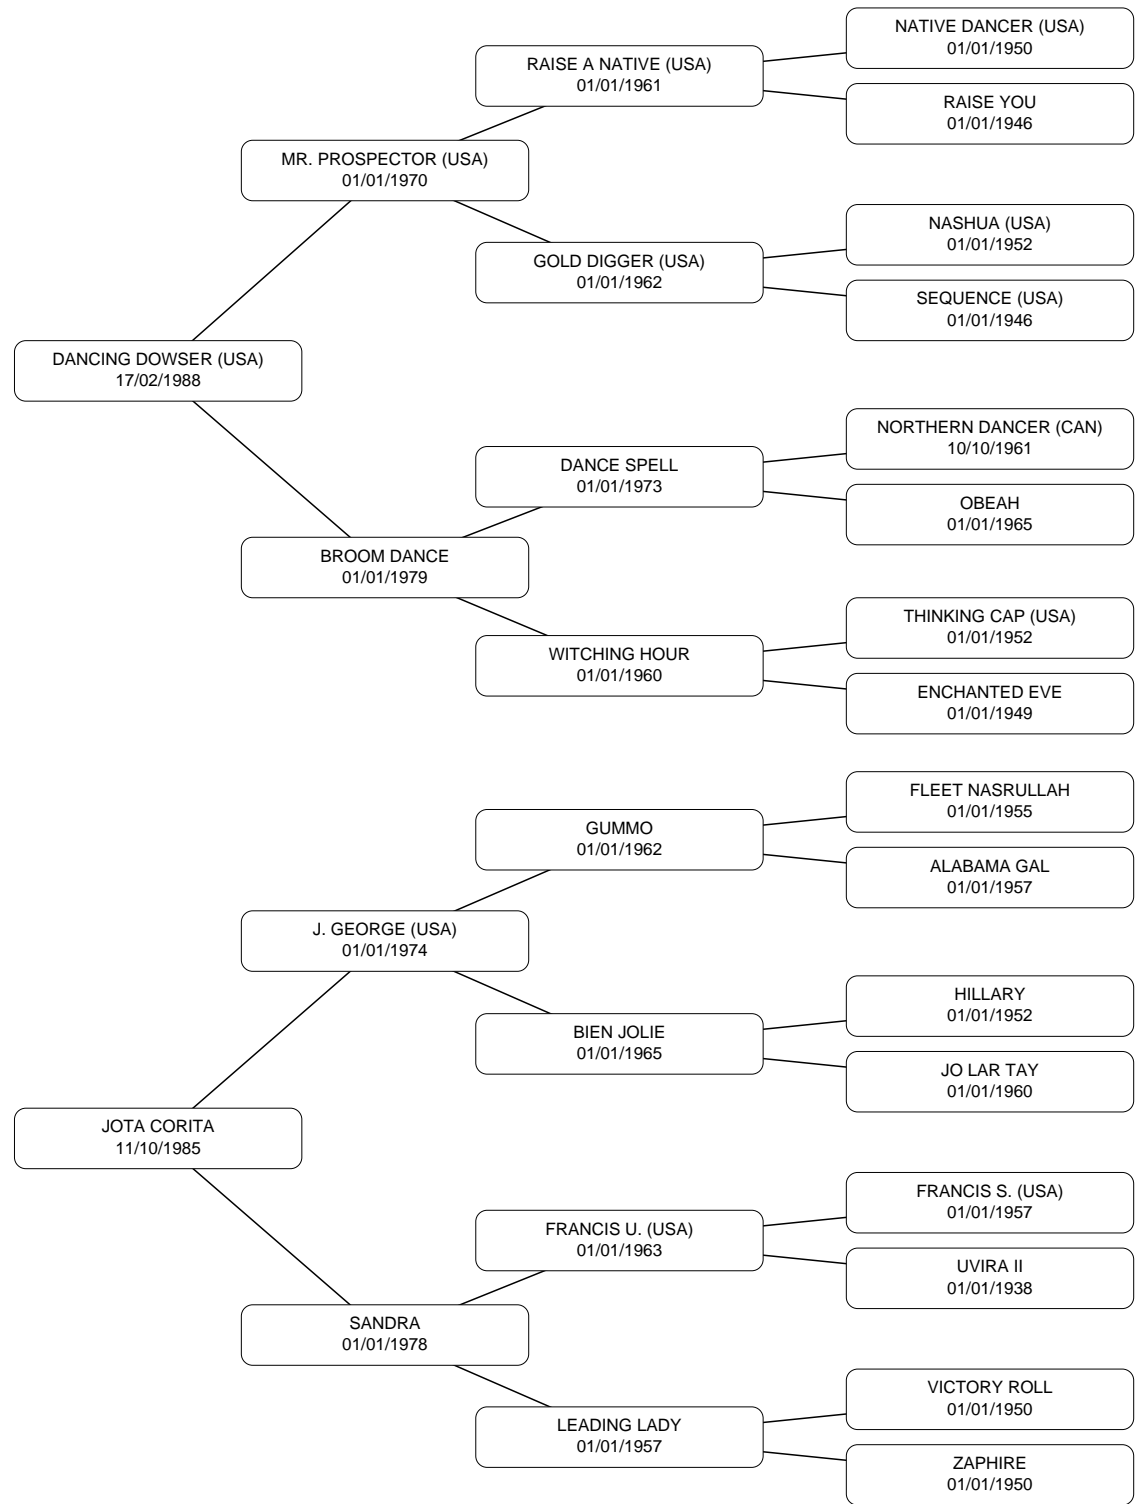 NATIVE DANCER (USA)
01/01/1950
RAISE A NATIVE (USA)
01/01/1961
RAISE YOU
01/01/1946
MR. PROSPECTOR (USA)
01/01/1970
NASHUA (USA)
01/01/1952
GOLD DIGGER (USA)
01/01/1962
SEQUENCE (USA)
01/01/1946
DANCING DOWSER (USA)
17/02/1988
NORTHERN DANCER (CAN)
10/10/1961
DANCE SPELL
01/01/1973
OBEAH
01/01/1965
BROOM DANCE
01/01/1979
THINKING CAP (USA)
01/01/1952
WITCHING HOUR
01/01/1960
ENCHANTED EVE
01/01/1949
FLEET NASRULLAH
01/01/1955
GUMMO
01/01/1962
ALABAMA GAL
01/01/1957
J. GEORGE (USA)
01/01/1974
HILLARY
01/01/1952
BIEN JOLIE
01/01/1965
JO LAR TAY
01/01/1960
JOTA CORITA
11/10/1985
FRANCIS S. (USA)
01/01/1957
FRANCIS U. (USA)
01/01/1963
UVIRA II
01/01/1938
SANDRA
01/01/1978
VICTORY ROLL
01/01/1950
LEADING LADY
01/01/1957
ZAPHIRE
01/01/1950